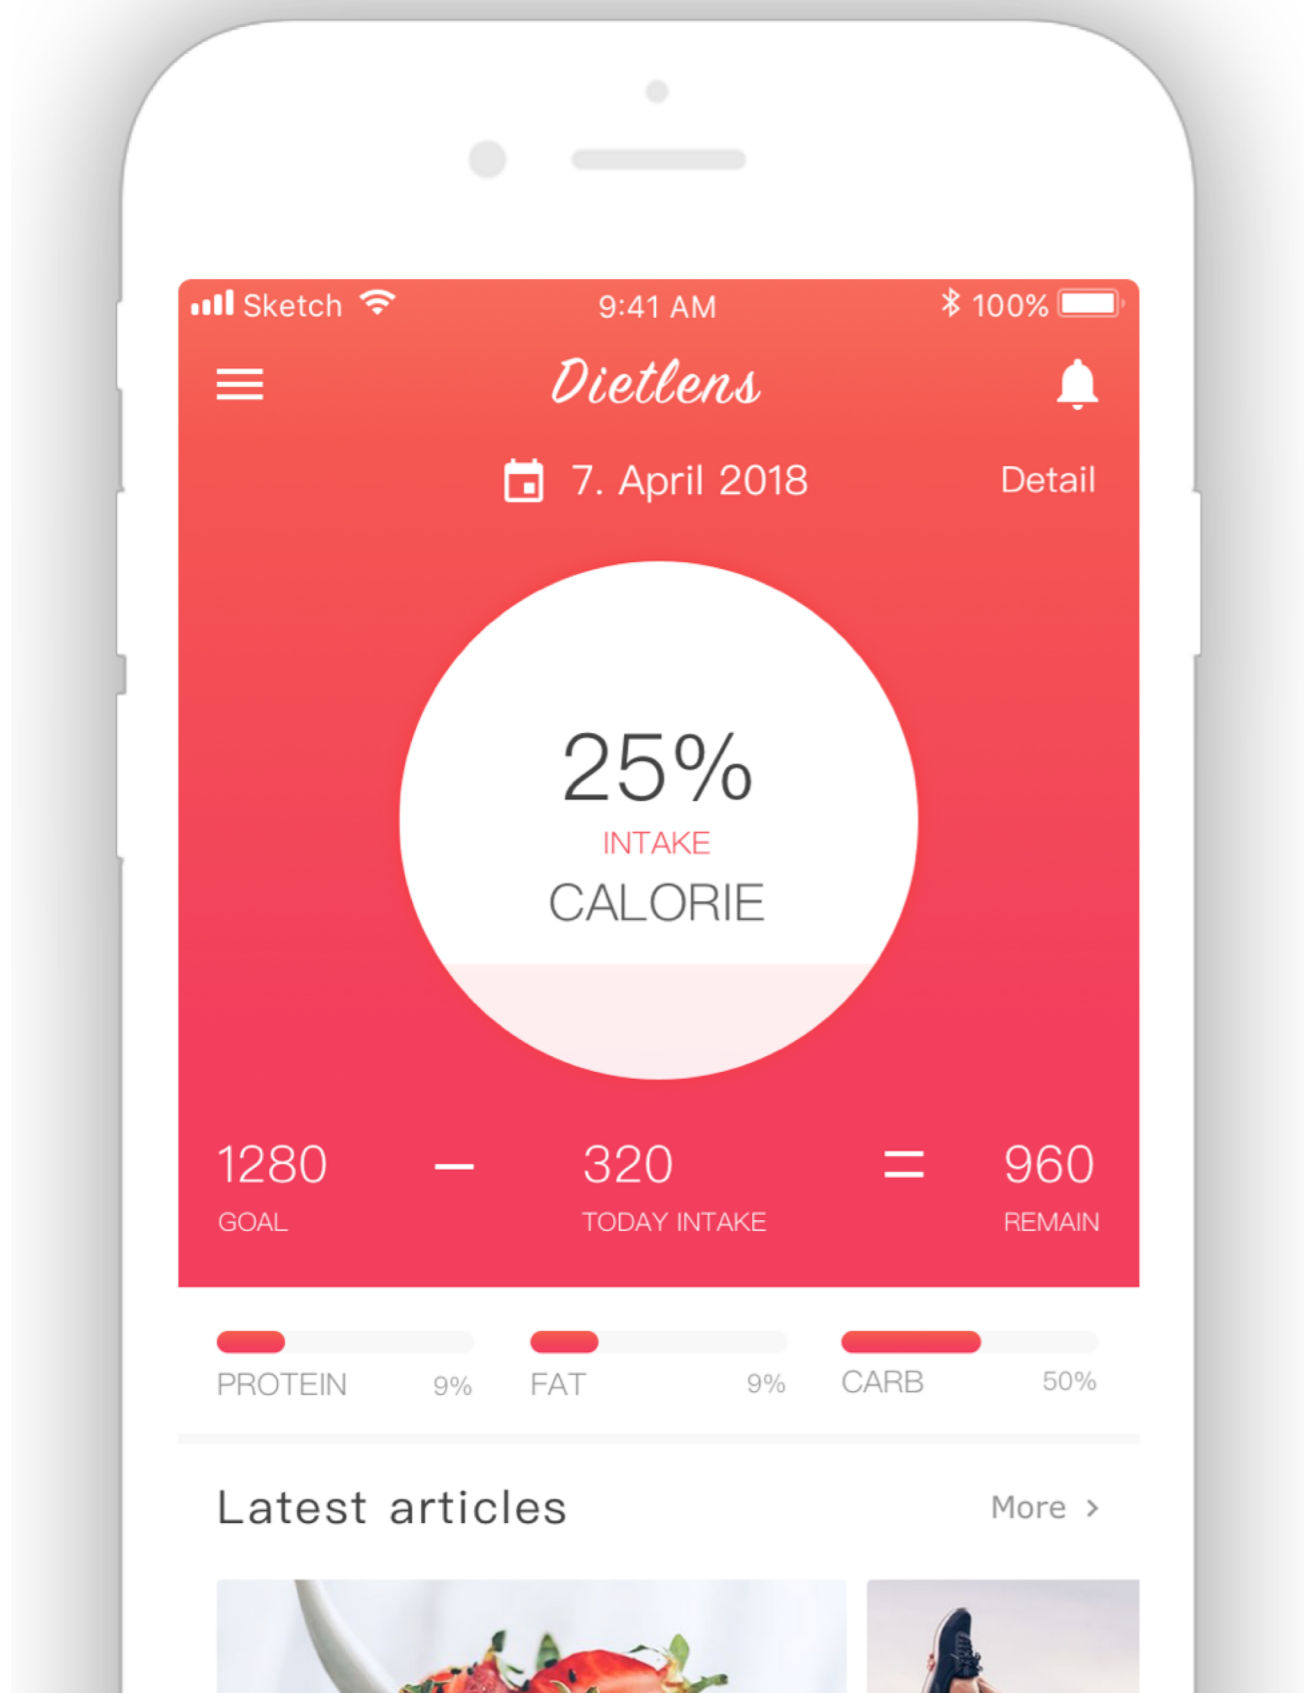 Sketch 9:41 AM 100%
Dietlens
7. April 2018 Detail
25%
INTAKE
CALORIE
1280 – 320 = 960
GOAL TODAY INTAKE REMAIN
PROTEIN 9% FAT 9% CARB 50%
Latest articles More >